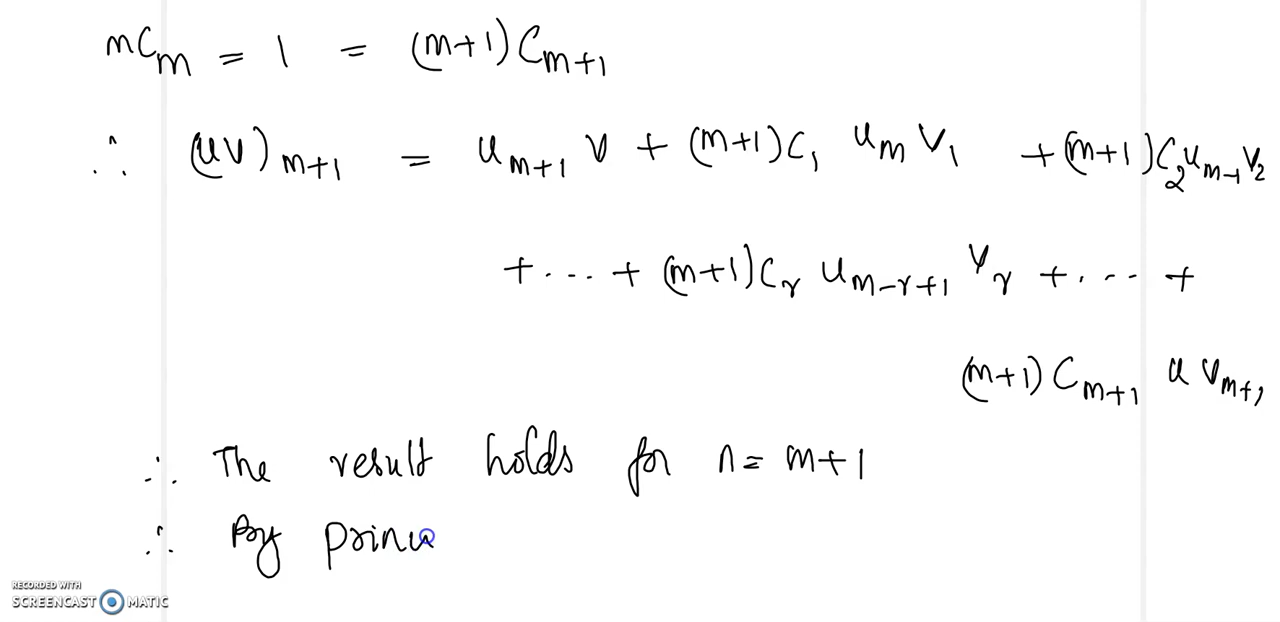 mCm = 1 = (m+1)Cm+1
∴ (uv)m+1 = um+1 v + (m+1)C1 um v1 + (m+1)C2 um-1 v2
+ ... + (m+1)Cr um-r+1 vr + ... +
(m+1)Cm+1 u vm+1
∴ The result holds for n = m+1
∴ By princ
RECORDED WITH
SCREENCAST MATIC